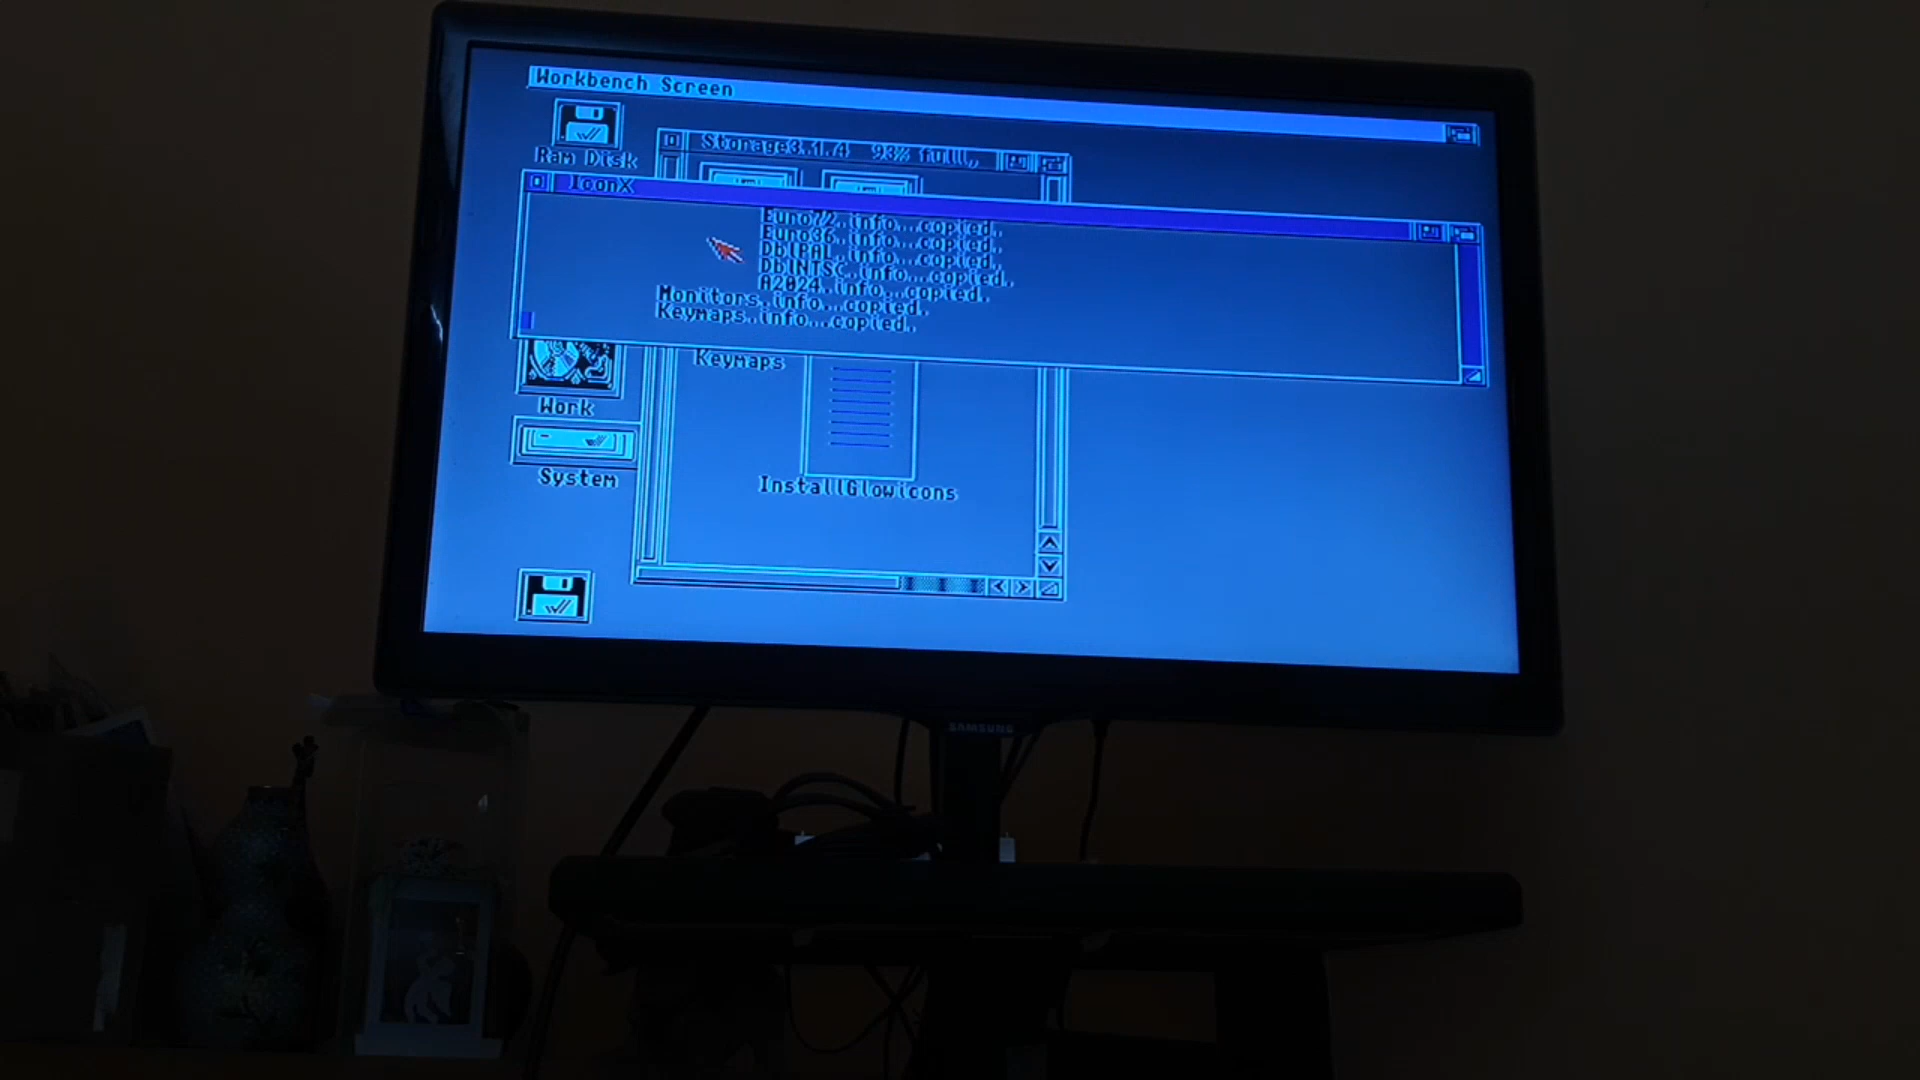 Workbench Screen
Ram Disk
Storage3.1.4 93% full,
IconX
Euro72.info...copied.
Euro36.info...copied.
DblPAL.info...copied.
DblNTSC.info...copied.
A2024.info...copied.
Monitors.info...copied.
Keymaps.info...copied.
Keymaps
Work
System
InstallGlowicons
SAMSUNG